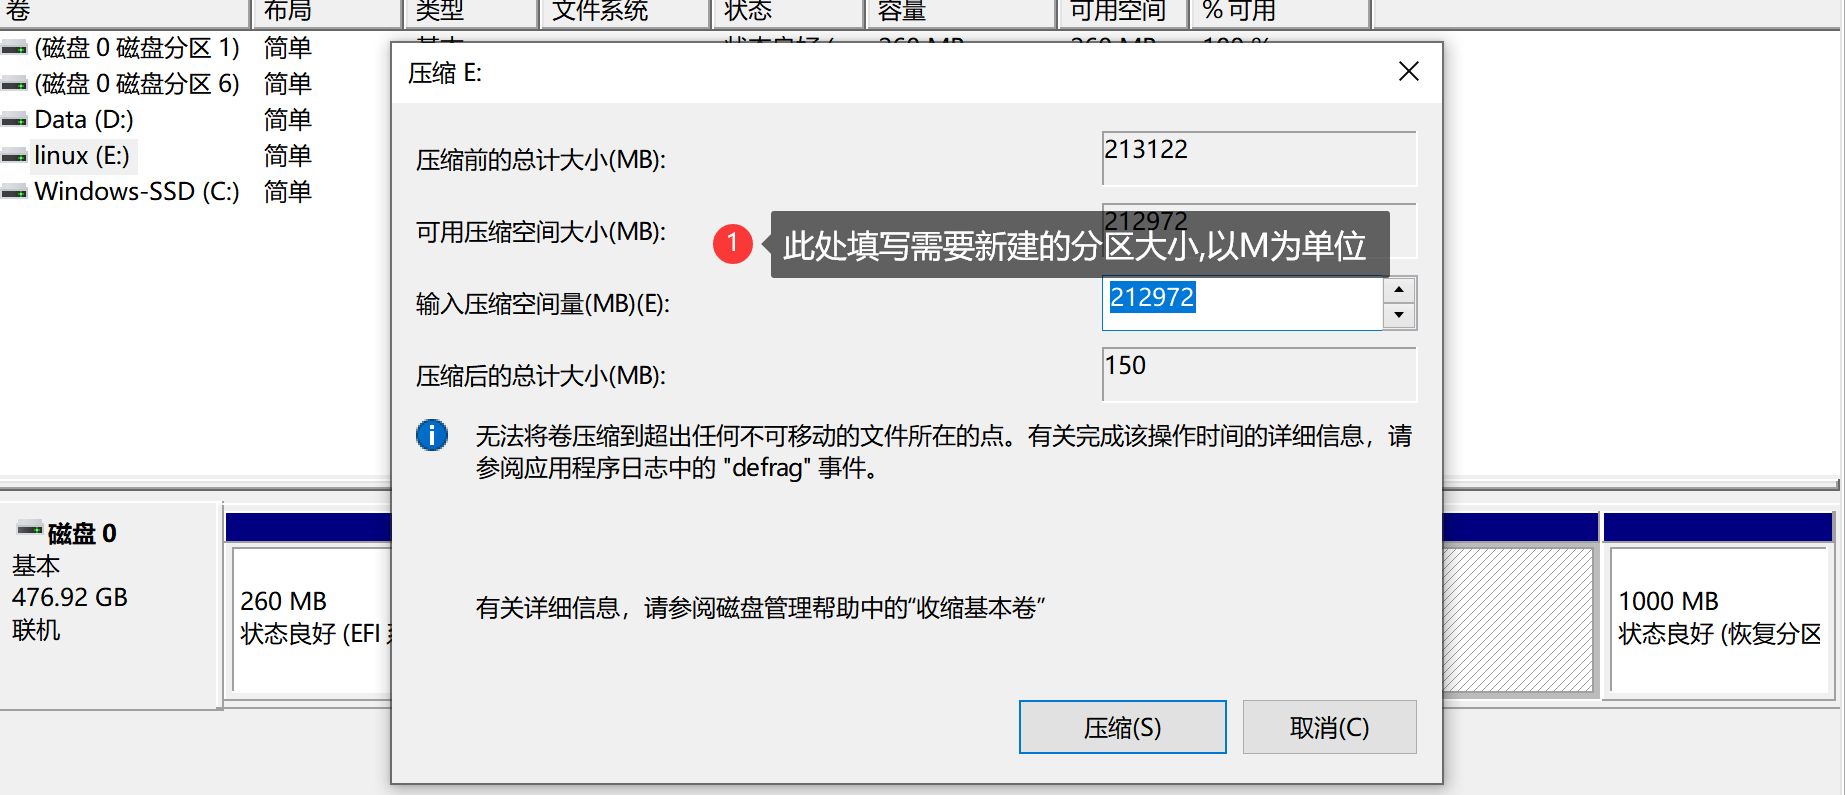 卷 布局 类型 文件系统 状态 容量 可用空间 % 可用
(磁盘 0 磁盘分区 1) 简单 基本 状态良好 ( 260 MB 260 MB 100 %
(磁盘 0 磁盘分区 6) 简单
Data (D:) 简单
linux (E:) 简单
Windows-SSD (C:) 简单
压缩 E:
压缩前的总计大小(MB): 213122
可用压缩空间大小(MB): 212972
1 此处填写需要新建的分区大小,以M为单位
输入压缩空间量(MB)(E): 212972
压缩后的总计大小(MB): 150
无法将卷压缩到超出任何不可移动的文件所在的点。有关完成该操作时间的详细信息，请
参阅应用程序日志中的 "defrag" 事件。
有关详细信息，请参阅磁盘管理帮助中的“收缩基本卷”
压缩(S) 取消(C)
磁盘 0
基本
476.92 GB
联机
260 MB
状态良好 (EFI
1000 MB
状态良好 (恢复分区